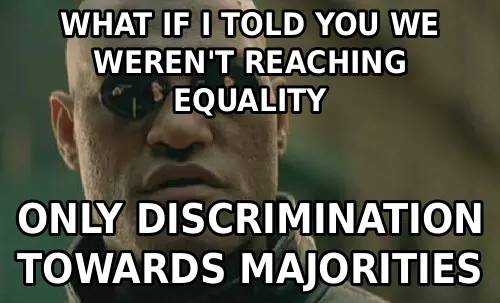 WHAT IF I TOLD YOU WE
WEREN'T REACHING
EQUALITY
ONLY DISCRIMINATION
TOWARDS MAJORITIES